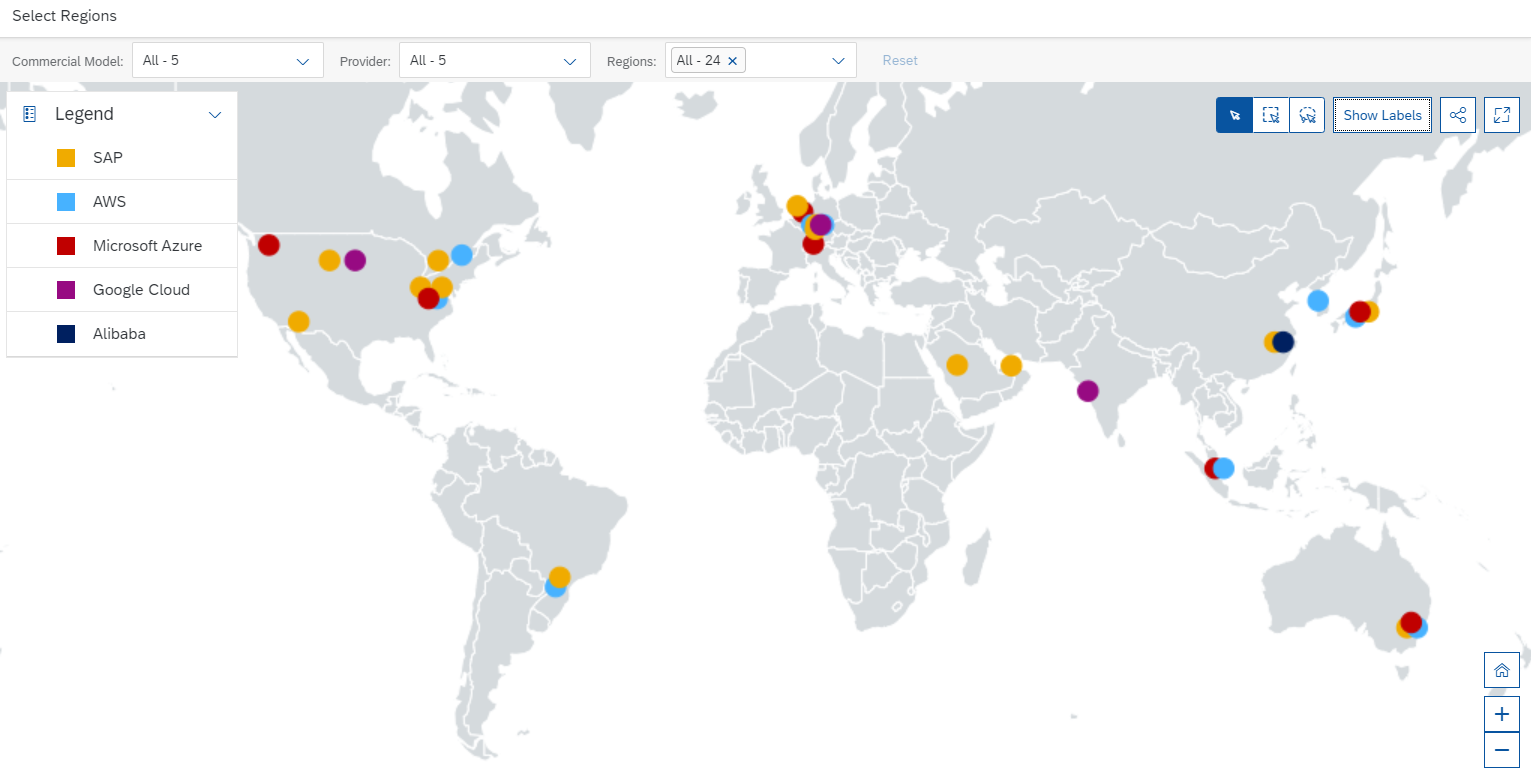 Select Regions
Commercial Model: All - 5 Provider: All - 5 Regions: All - 24 Reset
Legend
SAP
AWS
Microsoft Azure
Google Cloud
Alibaba
Show Labels